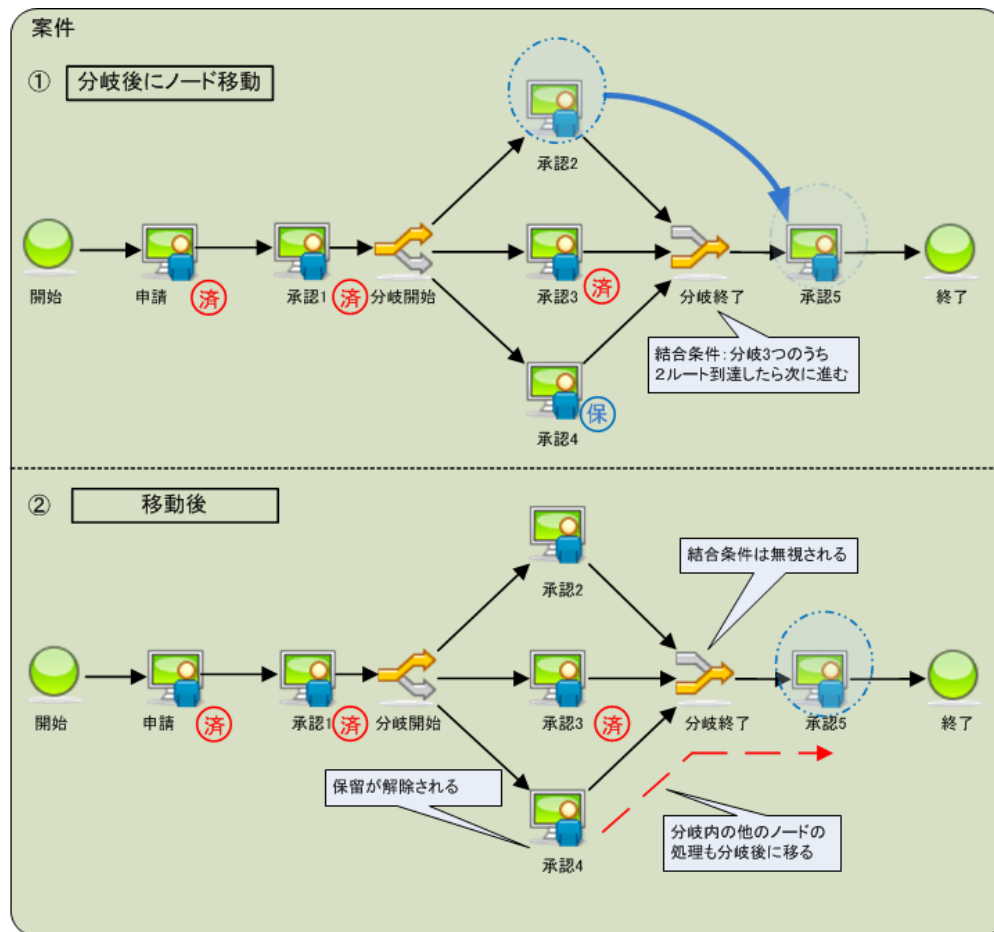 案件
① 分岐後にノード移動
承認2
開始
申請
済
承認1
済
分岐開始
承認3
済
分岐終了
承認5
終了
結合条件:分岐3つのうち
2ルート到達したら次に進む
保
承認4
② 移動後
結合条件は無視される
承認2
開始
申請
済
承認1
済
分岐開始
承認3
済
分岐終了
承認5
終了
保留が解除される
分岐内の他のノードの
処理も分岐後に移る
承認4